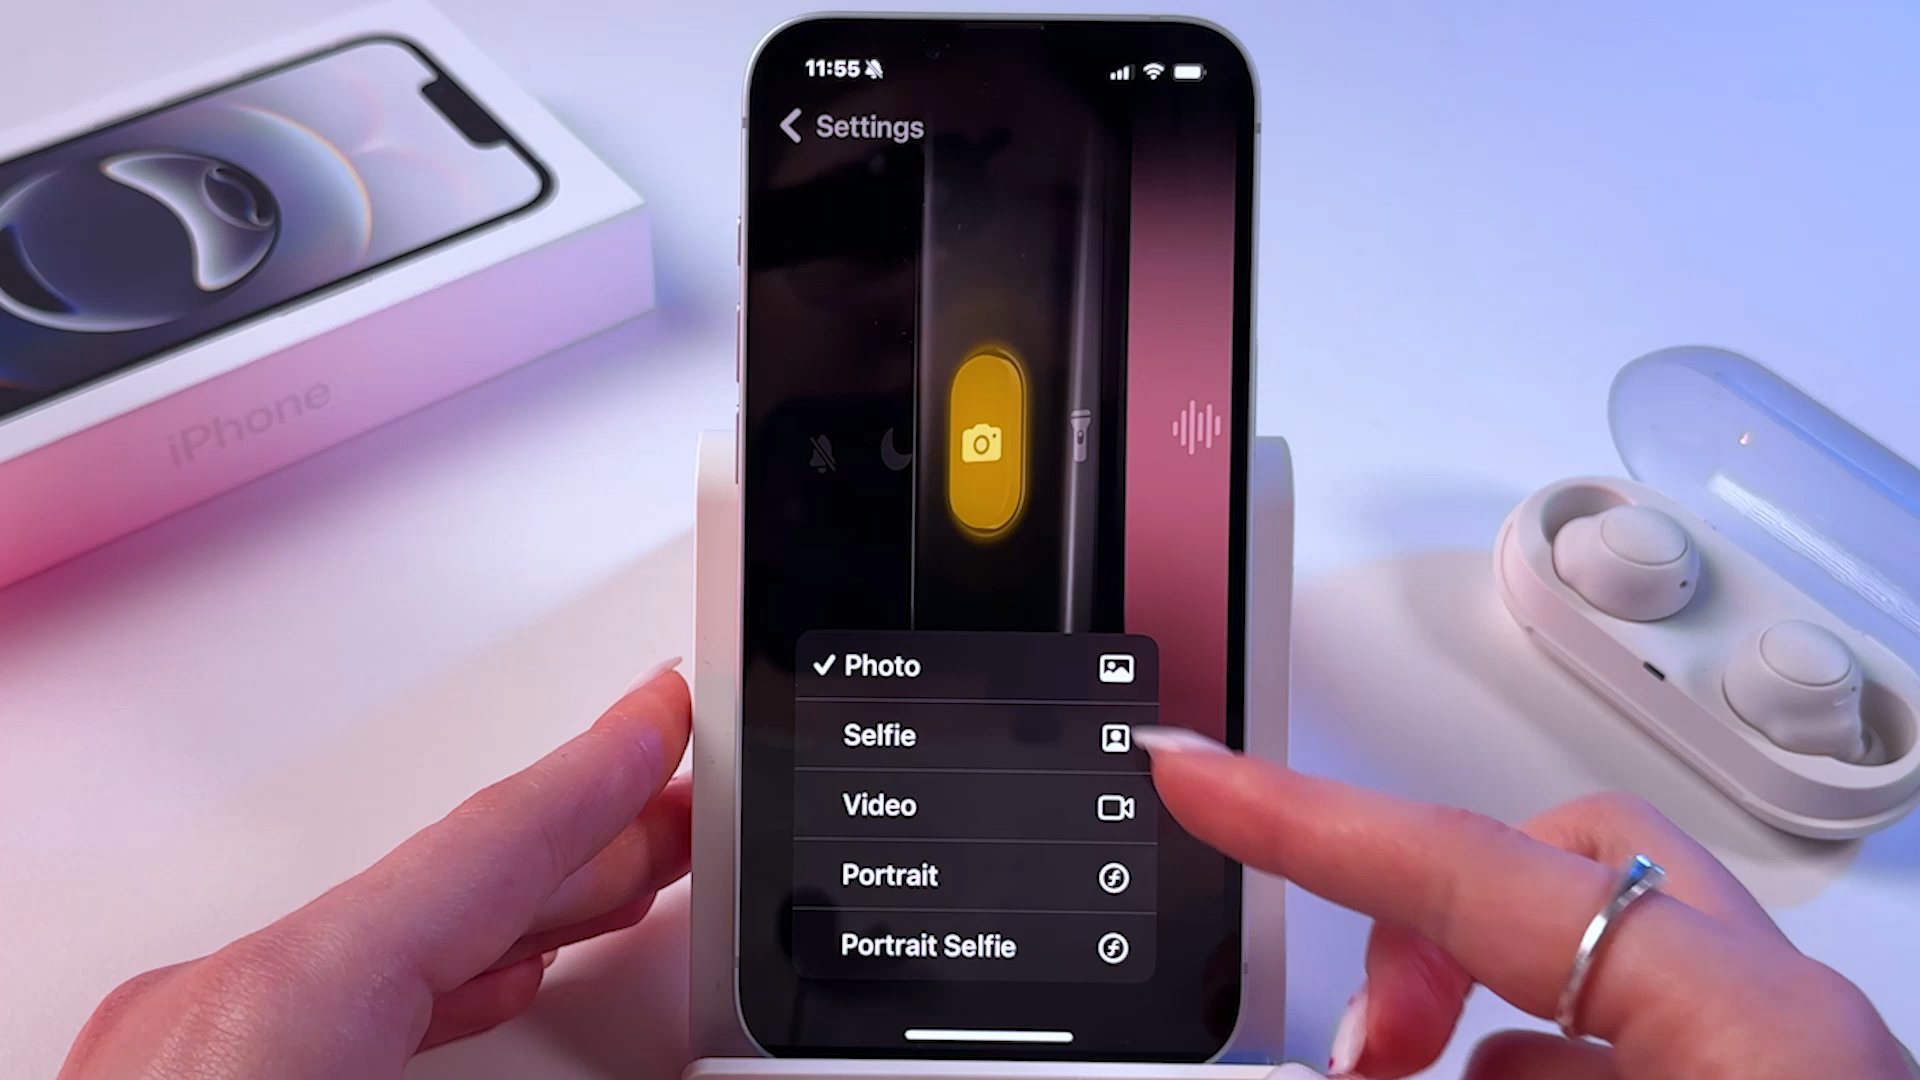 11:55
Settings
iPhone
Photo
Selfie
Video
Portrait
Portrait Selfie